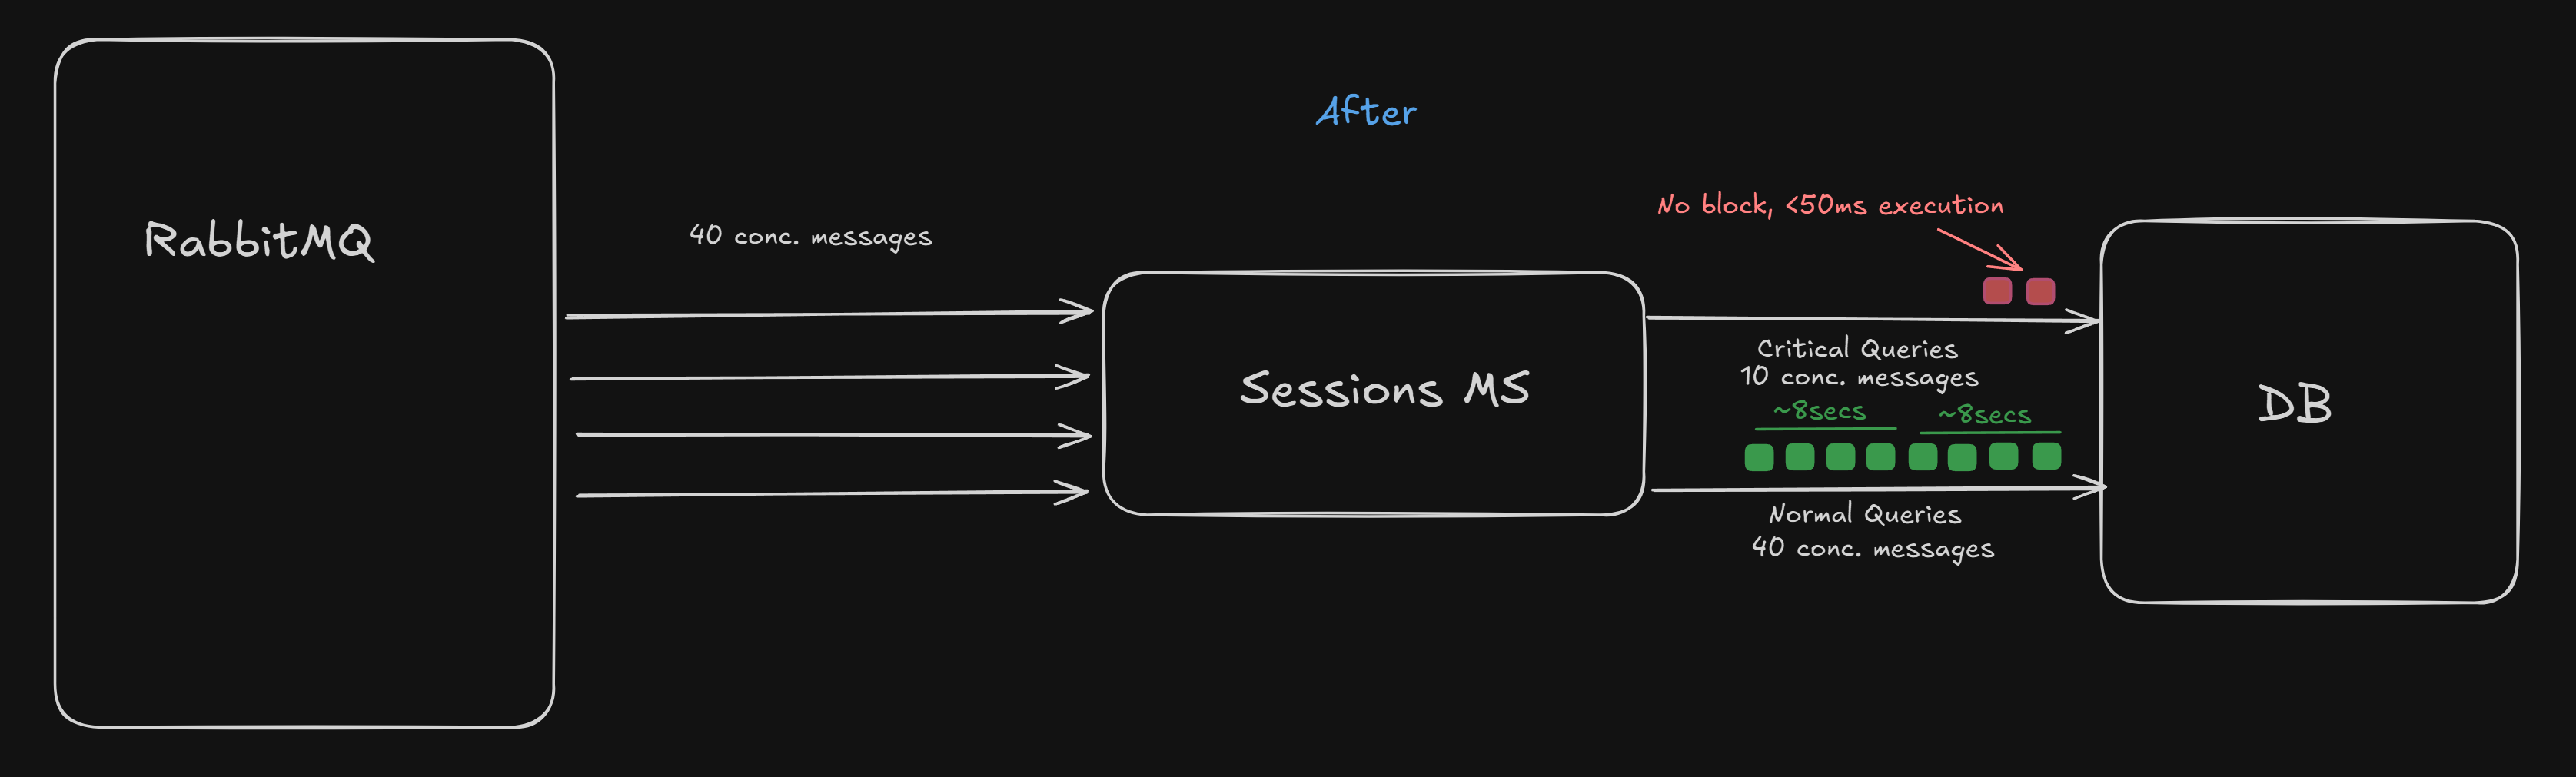 After
RabbitMQ
40 conc. messages
Sessions MS
No block, <50ms execution
Critical Queries
10 conc. messages
~8secs
~8secs
Normal Queries
40 conc. messages
DB